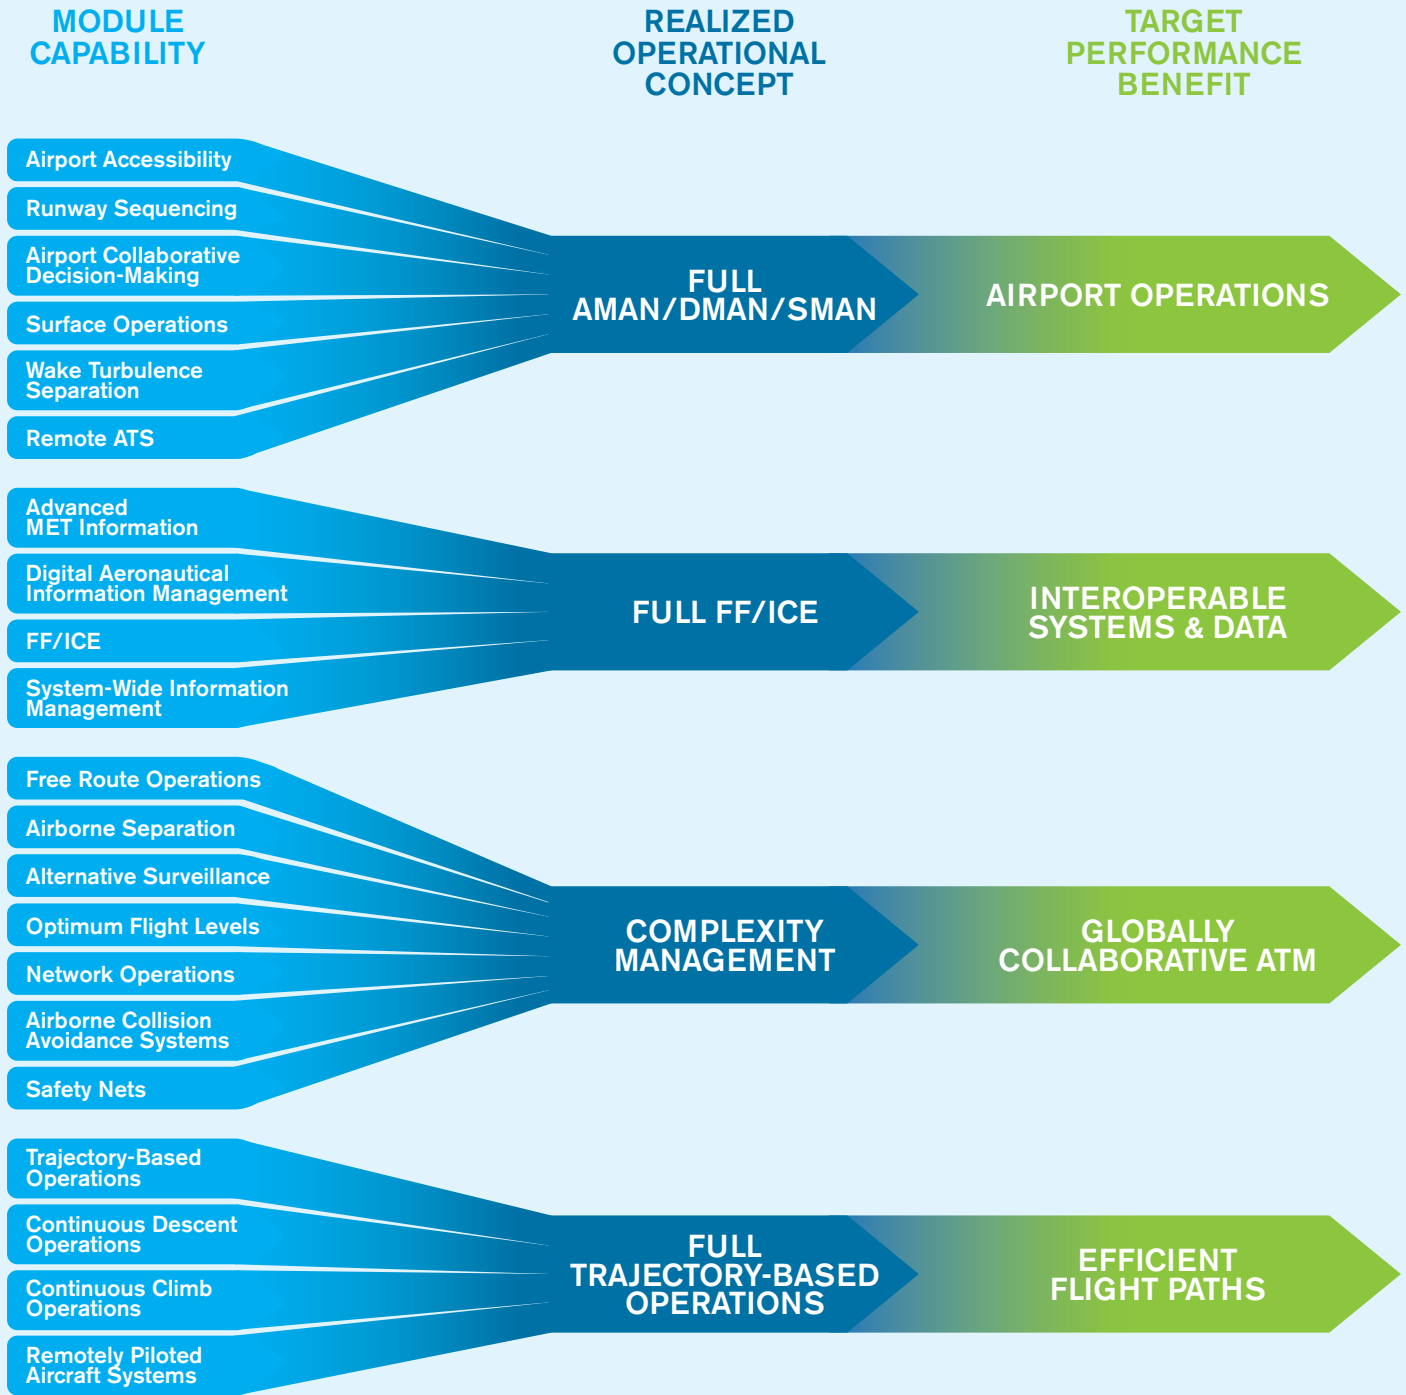 MODULE
CAPABILITY
REALIZED
OPERATIONAL
CONCEPT
TARGET
PERFORMANCE
BENEFIT
Airport Accessibility
Runway Sequencing
Airport Collaborative
Decision-Making
Surface Operations
Wake Turbulence
Separation
Remote ATS
FULL
AMAN/DMAN/SMAN
AIRPORT OPERATIONS
Advanced
MET Information
Digital Aeronautical
Information Management
FF/ICE
System-Wide Information
Management
FULL FF/ICE
INTEROPERABLE
SYSTEMS & DATA
Free Route Operations
Airborne Separation
Alternative Surveillance
Optimum Flight Levels
Network Operations
Airborne Collision
Avoidance Systems
Safety Nets
COMPLEXITY
MANAGEMENT
GLOBALLY
COLLABORATIVE ATM
Trajectory-Based
Operations
Continuous Descent
Operations
Continuous Climb
Operations
Remotely Piloted
Aircraft Systems
FULL
TRAJECTORY-BASED
OPERATIONS
EFFICIENT
FLIGHT PATHS